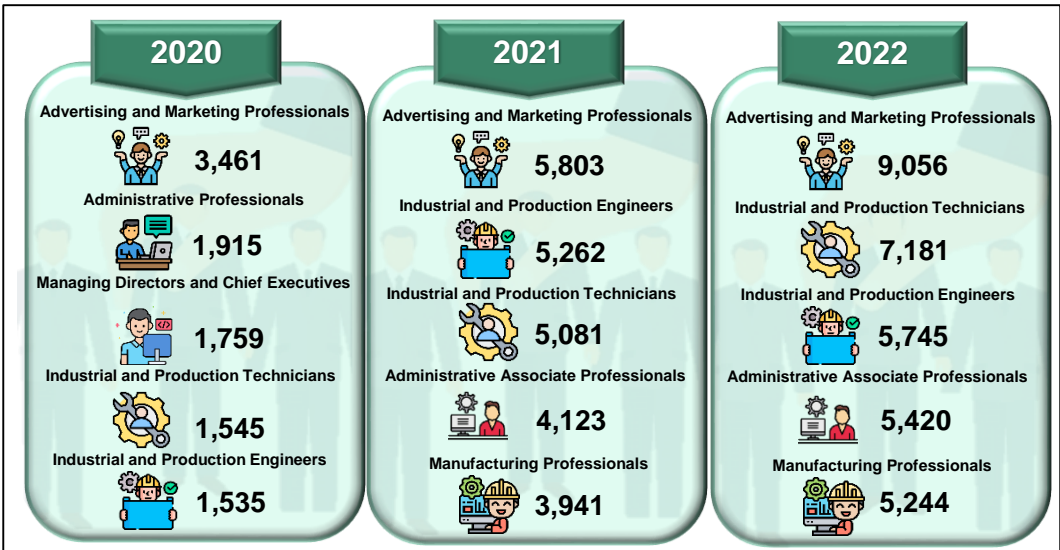 2020
Advertising and Marketing Professionals
3,461
Administrative Professionals
1,915
Managing Directors and Chief Executives
1,759
Industrial and Production Technicians
1,545
Industrial and Production Engineers
1,535
2021
Advertising and Marketing Professionals
5,803
Industrial and Production Engineers
5,262
Industrial and Production Technicians
5,081
Administrative Associate Professionals
4,123
Manufacturing Professionals
3,941
2022
Advertising and Marketing Professionals
9,056
Industrial and Production Technicians
7,181
Industrial and Production Engineers
5,745
Administrative Associate Professionals
5,420
Manufacturing Professionals
5,244